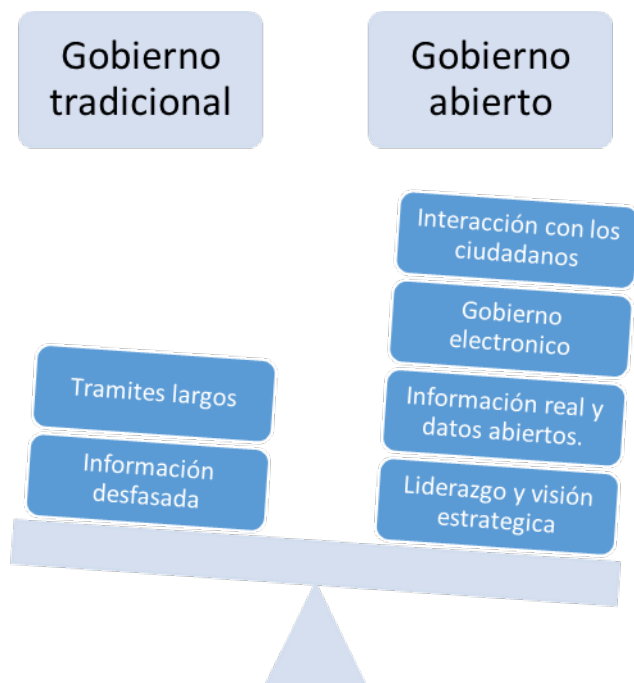 Gobierno
tradicional
Gobierno
abierto
Tramites largos
Información
desfasada
Interacción con los
ciudadanos
Gobierno
electronico
Información real y
datos abiertos.
Liderazgo y visión
estrategica